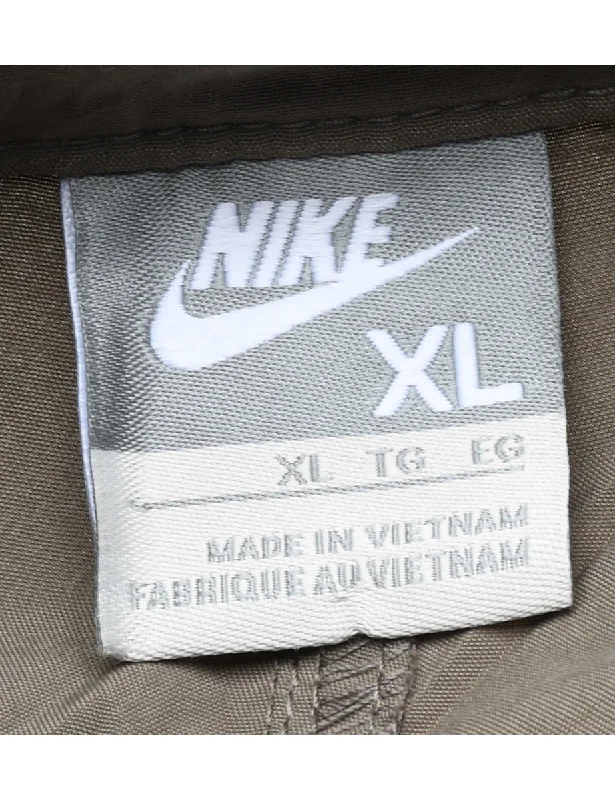 NIKE
XL
XL TG EG
MADE IN VIETNAM
FABRIQUE AU VIETNAM